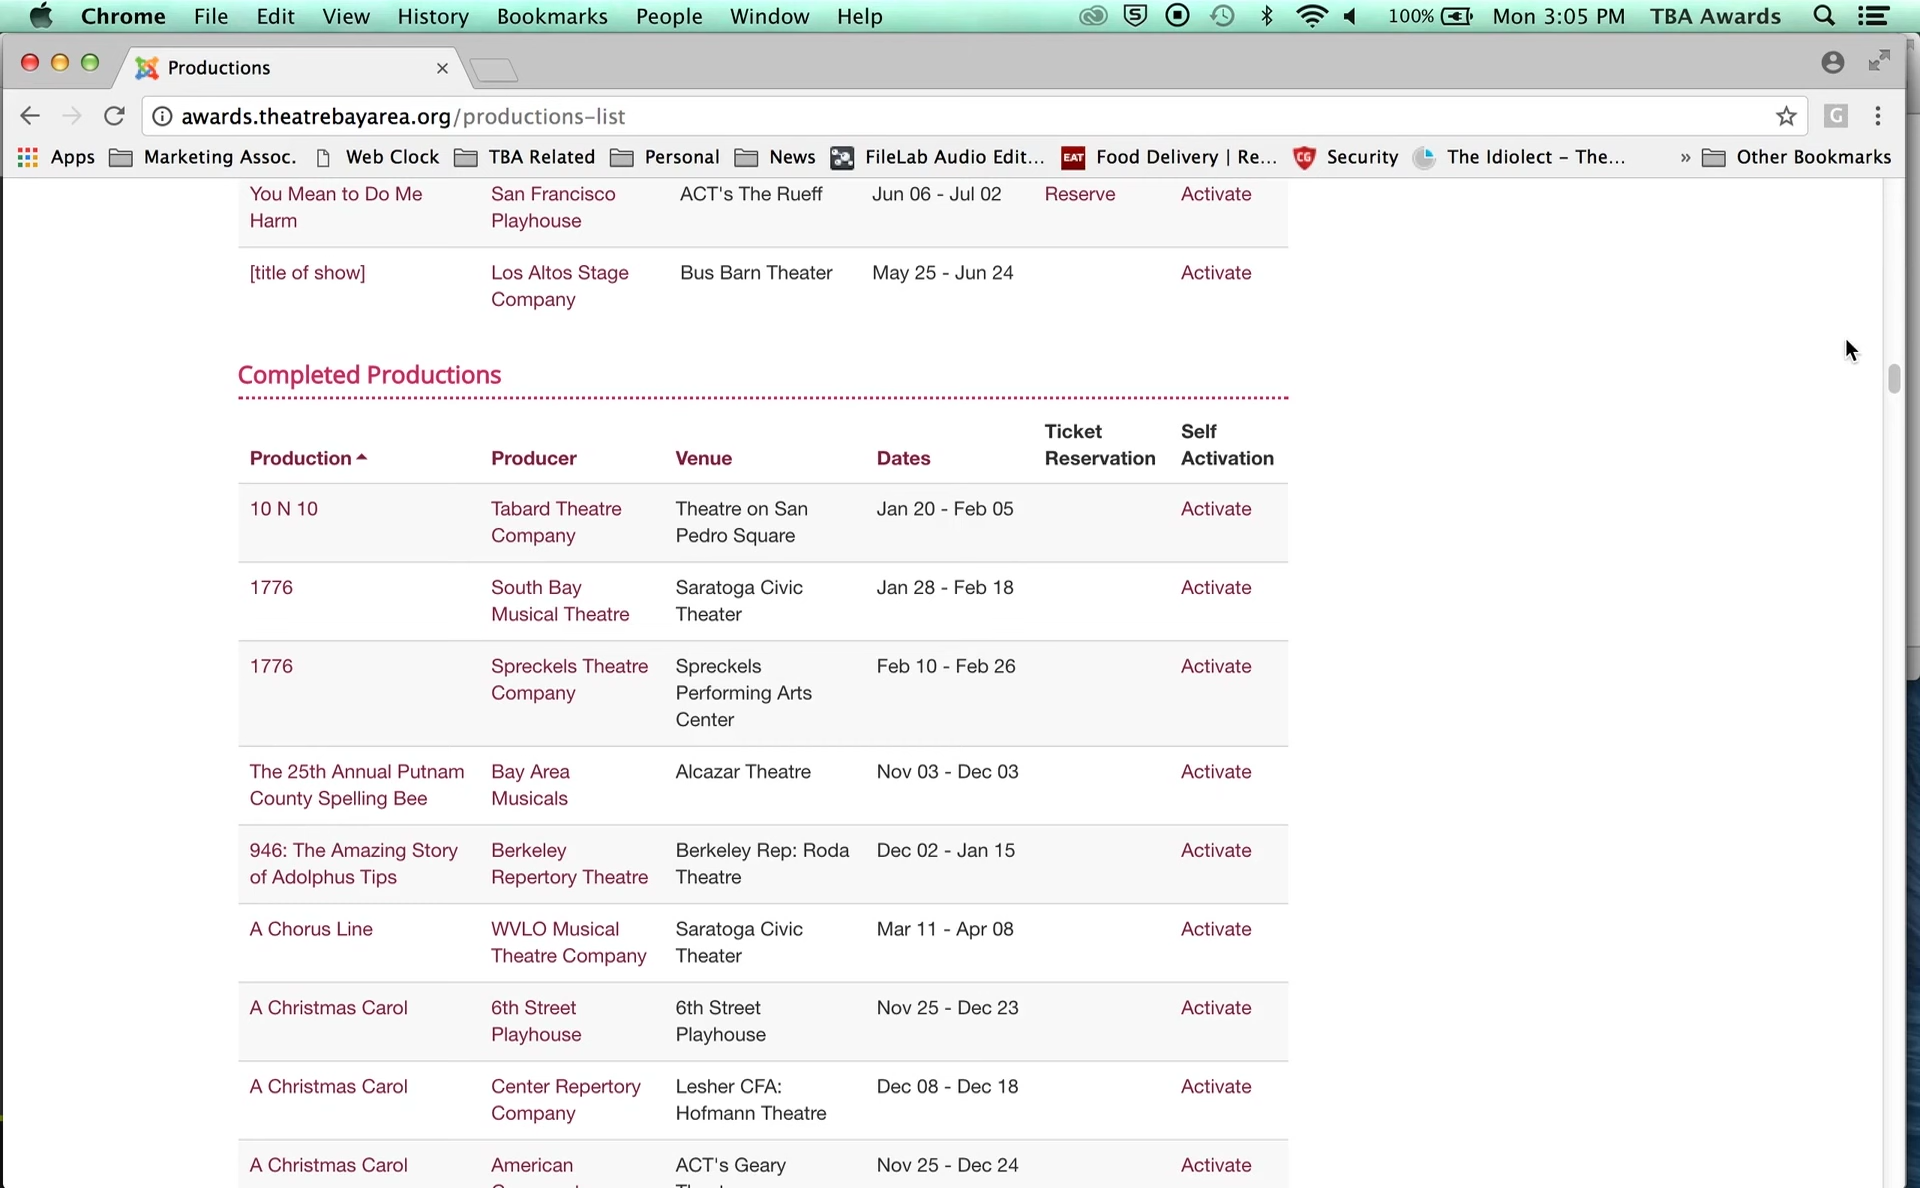 Chrome File Edit View History Bookmarks People Window Help 100% Mon 3:05 PM TBA Awards
Productions
awards.theatrebayarea.org/productions-list
Apps Marketing Assoc. Web Clock TBA Related Personal News FileLab Audio Edit... EAT Food Delivery | Re... CG Security The Idiolect – The... » Other Bookmarks
You Mean to Do Me San Francisco ACT's The Rueff Jun 06 - Jul 02 Reserve Activate
Harm Playhouse
[title of show] Los Altos Stage Bus Barn Theater May 25 - Jun 24 Activate
Company
Completed Productions
Ticket Self
Production Producer Venue Dates Reservation Activation
10 N 10 Tabard Theatre Theatre on San Jan 20 - Feb 05 Activate
Company Pedro Square
1776 South Bay Saratoga Civic Jan 28 - Feb 18 Activate
Musical Theatre Theater
1776 Spreckels Theatre Spreckels Feb 10 - Feb 26 Activate
Company Performing Arts
Center
The 25th Annual Putnam Bay Area Alcazar Theatre Nov 03 - Dec 03 Activate
County Spelling Bee Musicals
946: The Amazing Story Berkeley Berkeley Rep: Roda Dec 02 - Jan 15 Activate
of Adolphus Tips Repertory Theatre Theatre
A Chorus Line WVLO Musical Saratoga Civic Mar 11 - Apr 08 Activate
Theatre Company Theater
A Christmas Carol 6th Street 6th Street Nov 25 - Dec 23 Activate
Playhouse Playhouse
A Christmas Carol Center Repertory Lesher CFA: Dec 08 - Dec 18 Activate
Company Hofmann Theatre
A Christmas Carol American ACT's Geary Nov 25 - Dec 24 Activate